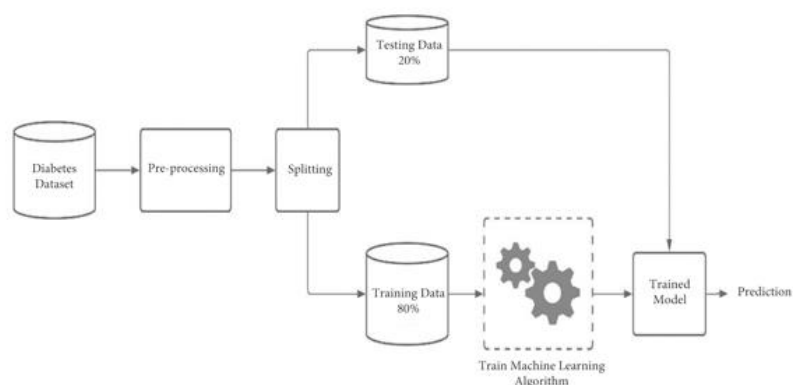 Testing Data
20%
Diabetes
Dataset
Pre-processing
Splitting
Training Data
80%
Train Machine Learning
Algorithm
Trained
Model
Prediction